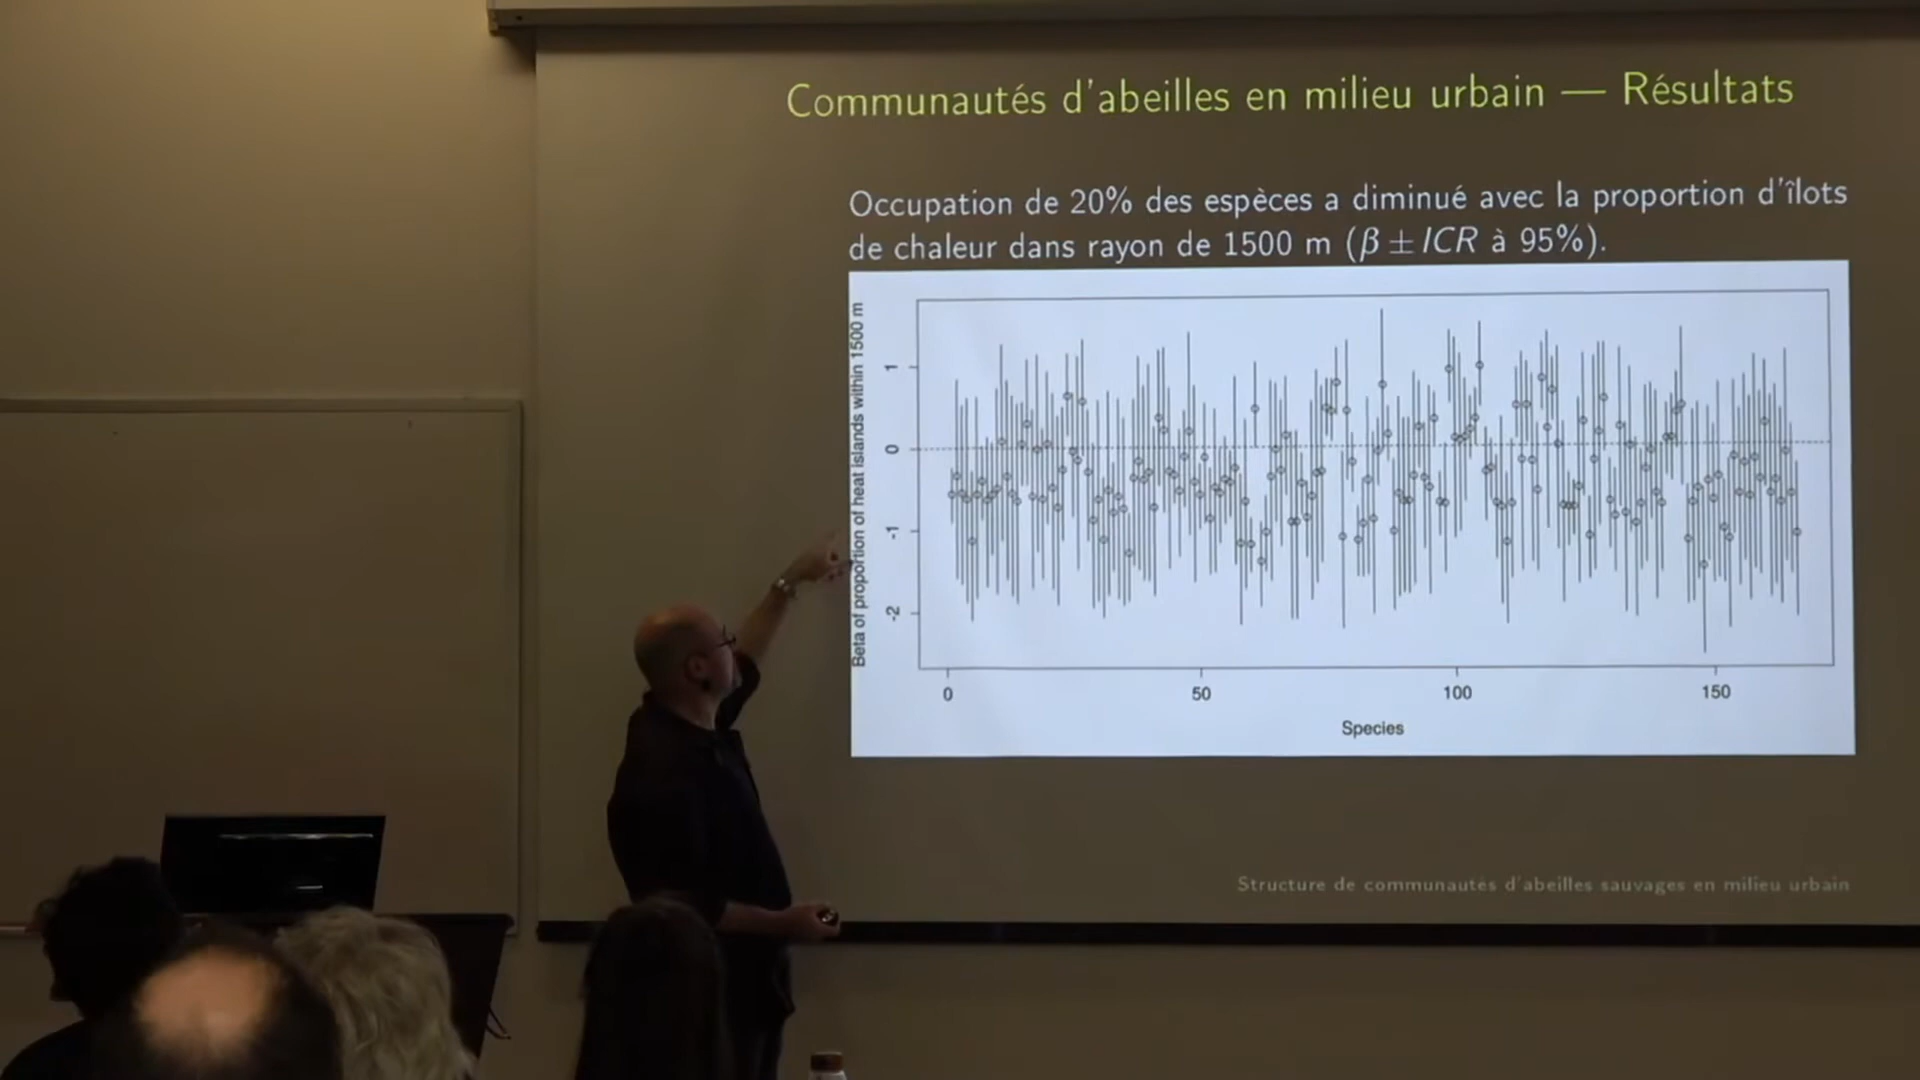 Communautés d'abeilles en milieu urbain — Résultats
Occupation de 20% des espèces a diminué avec la proportion d'îlots
de chaleur dans rayon de 1500 m (β ± ICR à 95%).
Beta of proportion of heat islands within 1500 m
1
0
-1
-2
0 50 100 150
Species
Structure de communautés d'abeilles sauvages en milieu urbain